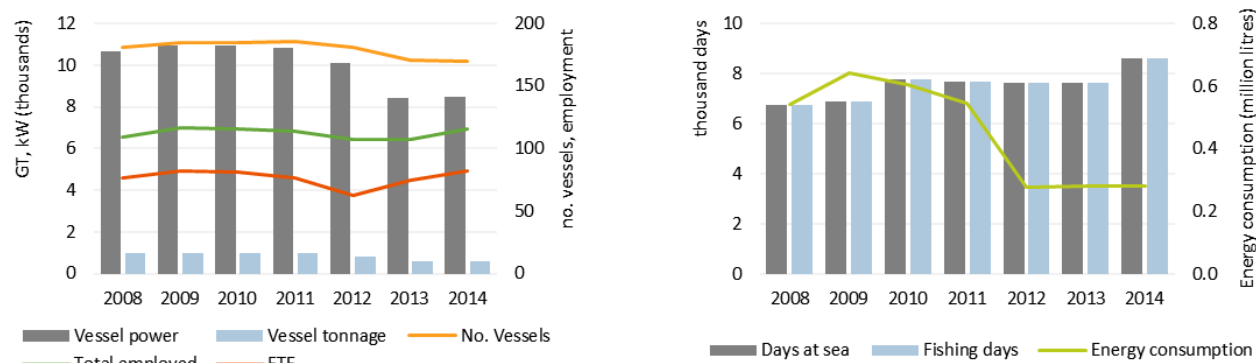 12
10
8
6
4
2
0
GT, kW (thousands)
200
150
100
50
0
no. vessels, employment
2008 2009 2010 2011 2012 2013 2014
Vessel power Vessel tonnage No. Vessels
Total employed FTE
10
8
6
4
2
0
thousand days
0.8
0.6
0.4
0.2
0.0
Energy consumption (million litres)
2008 2009 2010 2011 2012 2013 2014
Days at sea Fishing days Energy consumption